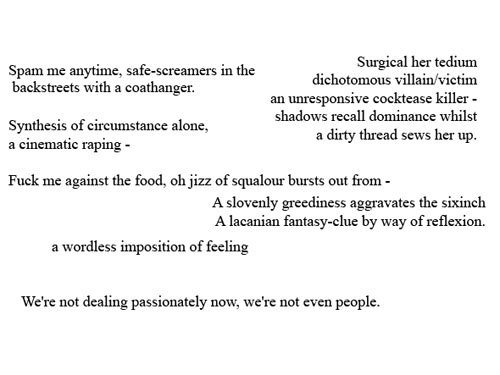 Spam me anytime, safe-screamers in the
backstreets with a coathanger.
Synthesis of circumstance alone,
a cinematic raping -
Surgical her tedium
dichotomous villain/victim
an unresponsive cocktease killer -
shadows recall dominance whilst
a dirty thread sews her up.
Fuck me against the food, oh jizz of squalour bursts out from -
A slovenly greediness aggravates the sixinch
A lacanian fantasy-clue by way of reflexion.
a wordless imposition of feeling
We're not dealing passionately now, we're not even people.